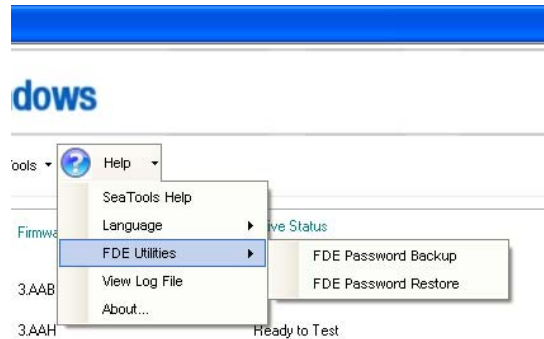 dows
ools Help
SeaTools Help
Firmwa Language ive Status
FDE Utilities FDE Password Backup
3.AAB View Log File FDE Password Restore
About...
3.AAH Ready to Test